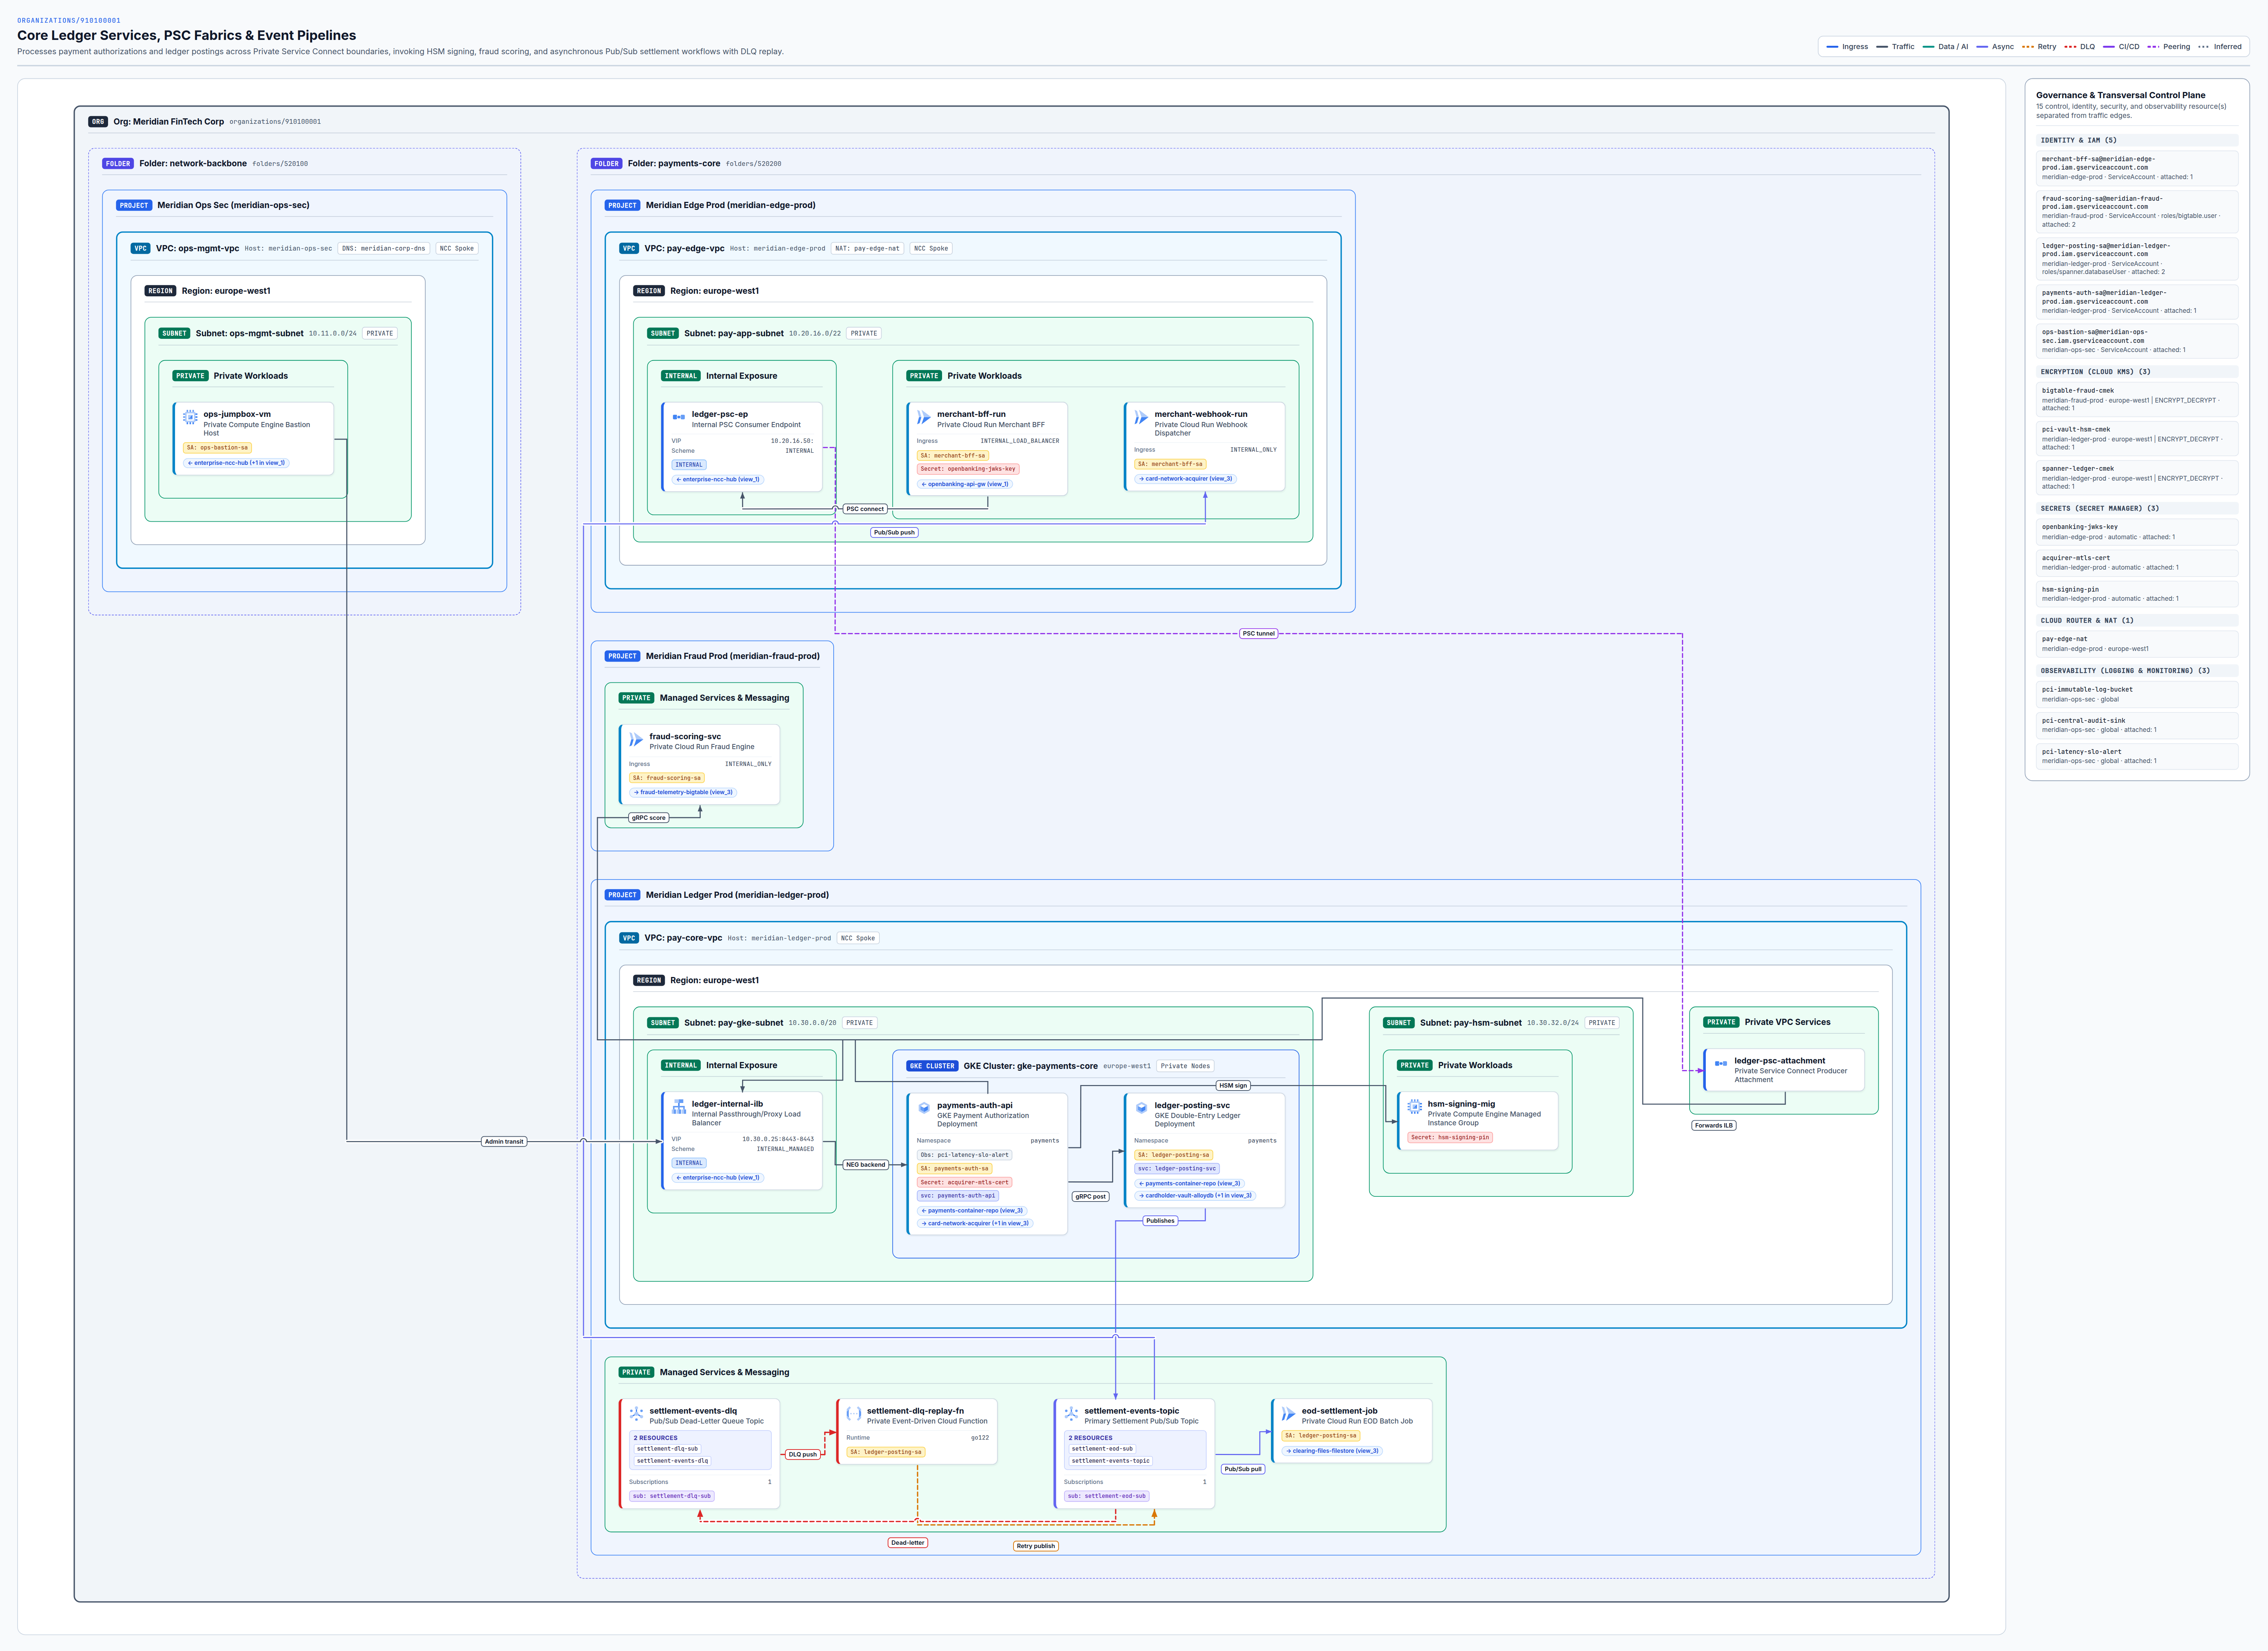 ORGANIZATIONS/910100001
Core Ledger Services, PSC Fabrics & Event Pipelines
Processes payment authorizations and ledger postings across Private Service Connect boundaries, invoking HSM signing, fraud scoring, and asynchronous Pub/Sub settlement workflows with DLQ replay.
Ingress Traffic Data / AI Async Retry DLQ CI/CD Peering Inferred
ORG Org: Meridian FinTech Corp organizations/910100001
FOLDER Folder: network-backbone folders/520100
PROJECT Meridian Ops Sec (meridian-ops-sec)
VPC VPC: ops-mgmt-vpc Host: meridian-ops-sec DNS: meridian-corp-dns NCC Spoke
REGION Region: europe-west1
SUBNET Subnet: ops-mgmt-subnet 10.11.0.0/24 PRIVATE
PRIVATE Private Workloads
ops-jumpbox-vm
Private Compute Engine Bastion
Host
SA: ops-bastion-sa
← enterprise-ncc-hub (+1 in view_1)
FOLDER Folder: payments-core folders/520200
PROJECT Meridian Edge Prod (meridian-edge-prod)
VPC VPC: pay-edge-vpc Host: meridian-edge-prod NAT: pay-edge-nat NCC Spoke
REGION Region: europe-west1
SUBNET Subnet: pay-app-subnet 10.20.16.0/22 PRIVATE
INTERNAL Internal Exposure
ledger-psc-ep
Internal PSC Consumer Endpoint
VIP 10.20.16.50:
Scheme INTERNAL
INTERNAL
← enterprise-ncc-hub (view_1)
PRIVATE Private Workloads
merchant-bff-run
Private Cloud Run Merchant BFF
Ingress INTERNAL_LOAD_BALANCER
SA: merchant-bff-sa
Secret: openbanking-jwks-key
← openbanking-api-gw (view_1)
merchant-webhook-run
Private Cloud Run Webhook
Dispatcher
Ingress INTERNAL_ONLY
SA: merchant-bff-sa
→ card-network-acquirer (view_3)
PSC connect
Pub/Sub push
PSC tunnel
PROJECT Meridian Fraud Prod (meridian-fraud-prod)
PRIVATE Managed Services & Messaging
fraud-scoring-svc
Private Cloud Run Fraud Engine
Ingress INTERNAL_ONLY
SA: fraud-scoring-sa
→ fraud-telemetry-bigtable (view_3)
gRPC score
PROJECT Meridian Ledger Prod (meridian-ledger-prod)
VPC VPC: pay-core-vpc Host: meridian-ledger-prod NCC Spoke
REGION Region: europe-west1
SUBNET Subnet: pay-gke-subnet 10.30.0.0/20 PRIVATE
INTERNAL Internal Exposure
ledger-internal-ilb
Internal Passthrough/Proxy Load
Balancer
VIP 10.30.0.25:8443-8443
Scheme INTERNAL_MANAGED
INTERNAL
← enterprise-ncc-hub (view_1)
Admin transit
NEG backend
GKE CLUSTER GKE Cluster: gke-payments-core europe-west1 Private Nodes
payments-auth-api
GKE Payment Authorization
Deployment
Namespace payments
Obs: pci-latency-slo-alert
SA: payments-auth-sa
Secret: acquirer-mtls-cert
svc: payments-auth-api
← payments-container-repo (view_3)
→ card-network-acquirer (+1 in view_3)
gRPC post
HSM sign
ledger-posting-svc
GKE Double-Entry Ledger
Deployment
Namespace payments
SA: ledger-posting-sa
svc: ledger-posting-svc
← payments-container-repo (view_3)
→ cardholder-vault-alloydb (+1 in view_3)
Publishes
SUBNET Subnet: pay-hsm-subnet 10.30.32.0/24 PRIVATE
PRIVATE Private Workloads
hsm-signing-mig
Private Compute Engine Managed
Instance Group
Secret: hsm-signing-pin
PRIVATE Private VPC Services
ledger-psc-attachment
Private Service Connect Producer
Attachment
Forwards ILB
PRIVATE Managed Services & Messaging
settlement-events-dlq
Pub/Sub Dead-Letter Queue Topic
2 RESOURCES
settlement-dlq-sub
settlement-events-dlq
Subscriptions 1
sub: settlement-dlq-sub
DLQ push
settlement-dlq-replay-fn
Private Event-Driven Cloud Function
Runtime go122
SA: ledger-posting-sa
settlement-events-topic
Primary Settlement Pub/Sub Topic
2 RESOURCES
settlement-eod-sub
settlement-events-topic
Subscriptions 1
sub: settlement-eod-sub
Pub/Sub pull
eod-settlement-job
Private Cloud Run EOD Batch Job
SA: ledger-posting-sa
→ clearing-files-filestore (view_3)
Dead-letter
Retry publish
Governance & Transversal Control Plane
15 control, identity, security, and observability resource(s)
separated from traffic edges.
IDENTITY & IAM (5)
merchant-bff-sa@meridian-edge-
prod.iam.gserviceaccount.com
meridian-edge-prod · ServiceAccount · attached: 1
fraud-scoring-sa@meridian-fraud-
prod.iam.gserviceaccount.com
meridian-fraud-prod · ServiceAccount · roles/bigtable.user ·
attached: 2
ledger-posting-sa@meridian-ledger-
prod.iam.gserviceaccount.com
meridian-ledger-prod · ServiceAccount ·
roles/spanner.databaseUser · attached: 2
payments-auth-sa@meridian-ledger-
prod.iam.gserviceaccount.com
meridian-ledger-prod · ServiceAccount · attached: 1
ops-bastion-sa@meridian-ops-
sec.iam.gserviceaccount.com
meridian-ops-sec · ServiceAccount · attached: 1
ENCRYPTION (CLOUD KMS) (3)
bigtable-fraud-cmek
meridian-fraud-prod · europe-west1 | ENCRYPT_DECRYPT ·
attached: 1
pci-vault-hsm-cmek
meridian-ledger-prod · europe-west1 | ENCRYPT_DECRYPT ·
attached: 1
spanner-ledger-cmek
meridian-ledger-prod · europe-west1 | ENCRYPT_DECRYPT ·
attached: 1
SECRETS (SECRET MANAGER) (3)
openbanking-jwks-key
meridian-edge-prod · automatic · attached: 1
acquirer-mtls-cert
meridian-ledger-prod · automatic · attached: 1
hsm-signing-pin
meridian-ledger-prod · automatic · attached: 1
CLOUD ROUTER & NAT (1)
pay-edge-nat
meridian-edge-prod · europe-west1
OBSERVABILITY (LOGGING & MONITORING) (3)
pci-immutable-log-bucket
meridian-ops-sec · global
pci-central-audit-sink
meridian-ops-sec · global · attached: 1
pci-latency-slo-alert
meridian-ops-sec · global · attached: 1